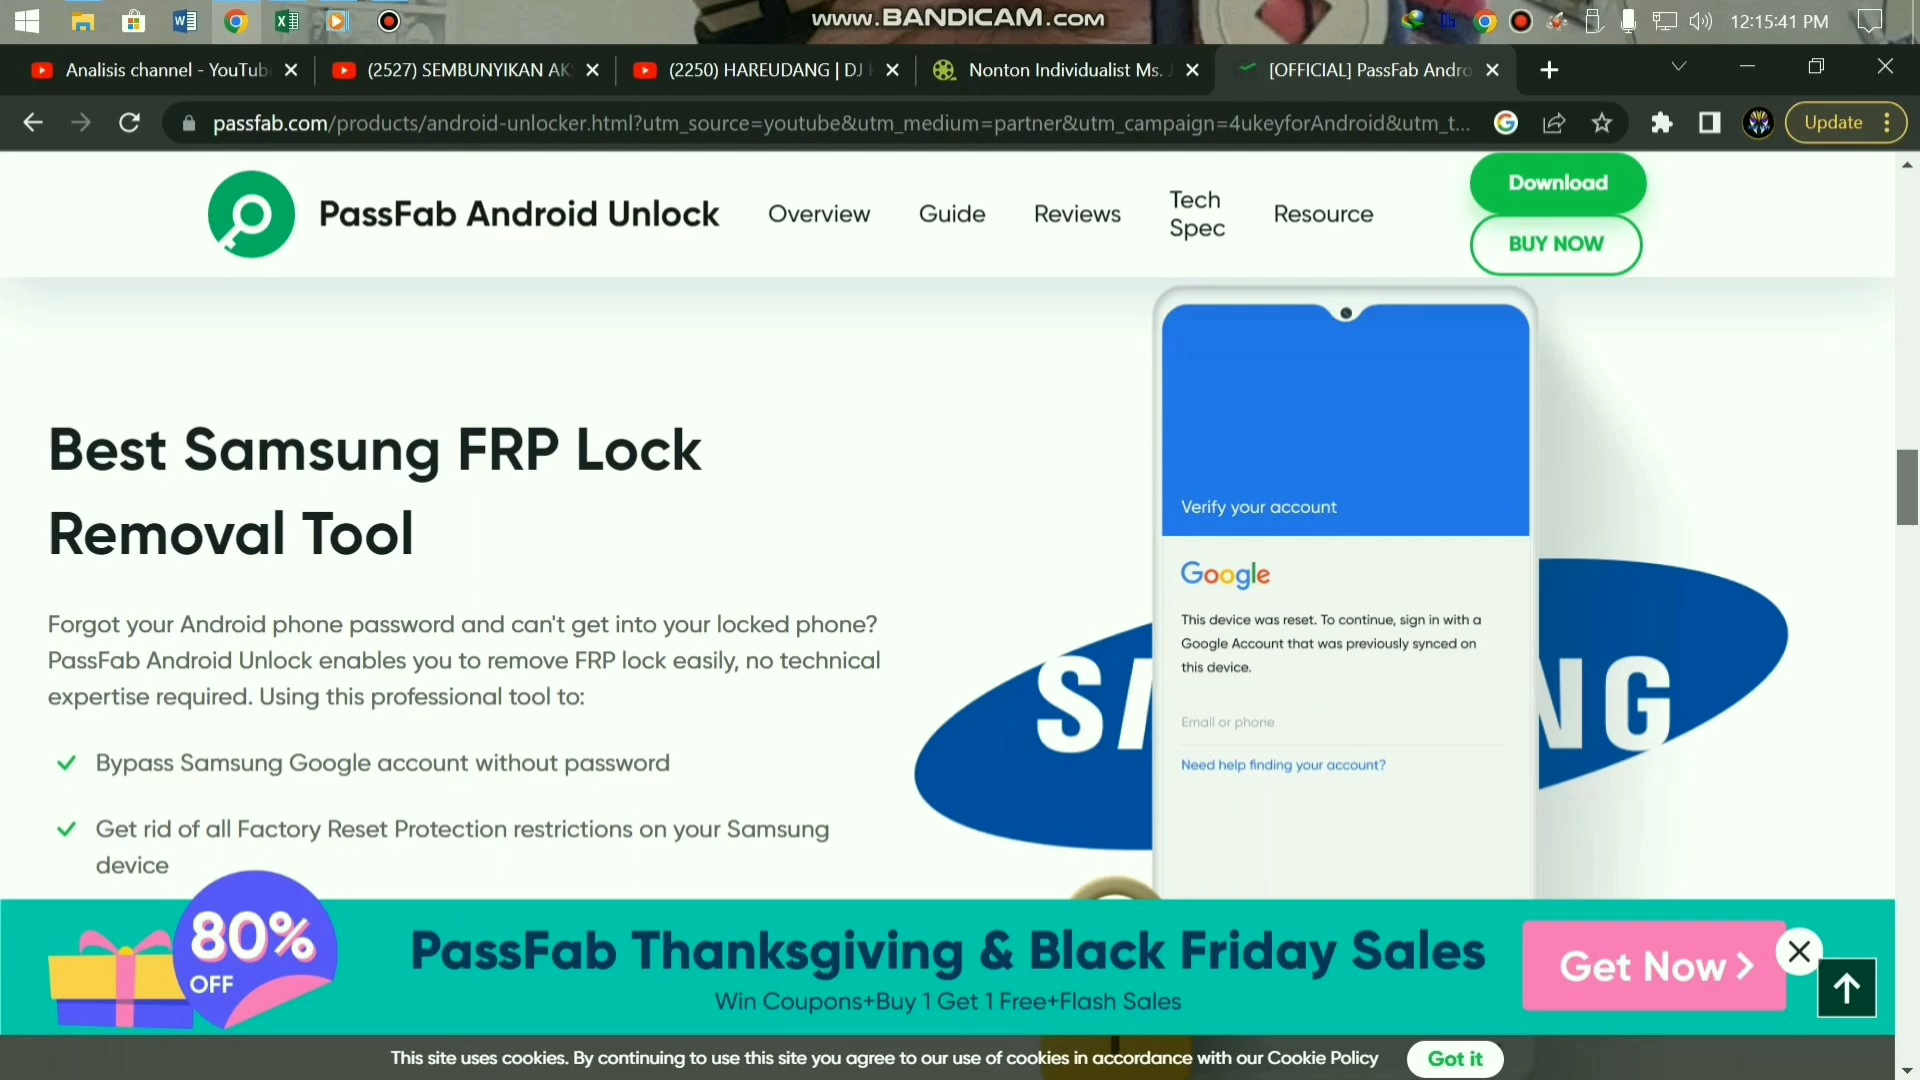 www.BANDICAM.com
12:15:41 PM
Analisis channel - YouTub
(2527) SEMBUNYIKAN AK
(2250) HAREUDANG | DJ
Nonton Individualist Ms.
[OFFICIAL] PassFab Andro
passfab.com/products/android-unlocker.html?utm_source=youtube&utm_medium=partner&utm_campaign=4ukeyforAndroid&utm_t...
Update
PassFab Android Unlock
Overview
Guide
Reviews
Tech
Spec
Resource
Download
BUY NOW
Best Samsung FRP Lock
Removal Tool
Forgot your Android phone password and can't get into your locked phone?
PassFab Android Unlock enables you to remove FRP lock easily, no technical
expertise required. Using this professional tool to:
Bypass Samsung Google account without password
Get rid of all Factory Reset Protection restrictions on your Samsung
device
Verify your account
Google
This device was reset. To continue, sign in with a
Google Account that was previously synced on
this device.
Email or phone
Need help finding your account?
SA NG
80%
OFF
PassFab Thanksgiving & Black Friday Sales
Win Coupons+Buy 1 Get 1 Free+Flash Sales
Get Now
This site uses cookies. By continuing to use this site you agree to our use of cookies in accordance with our Cookie Policy
Got it